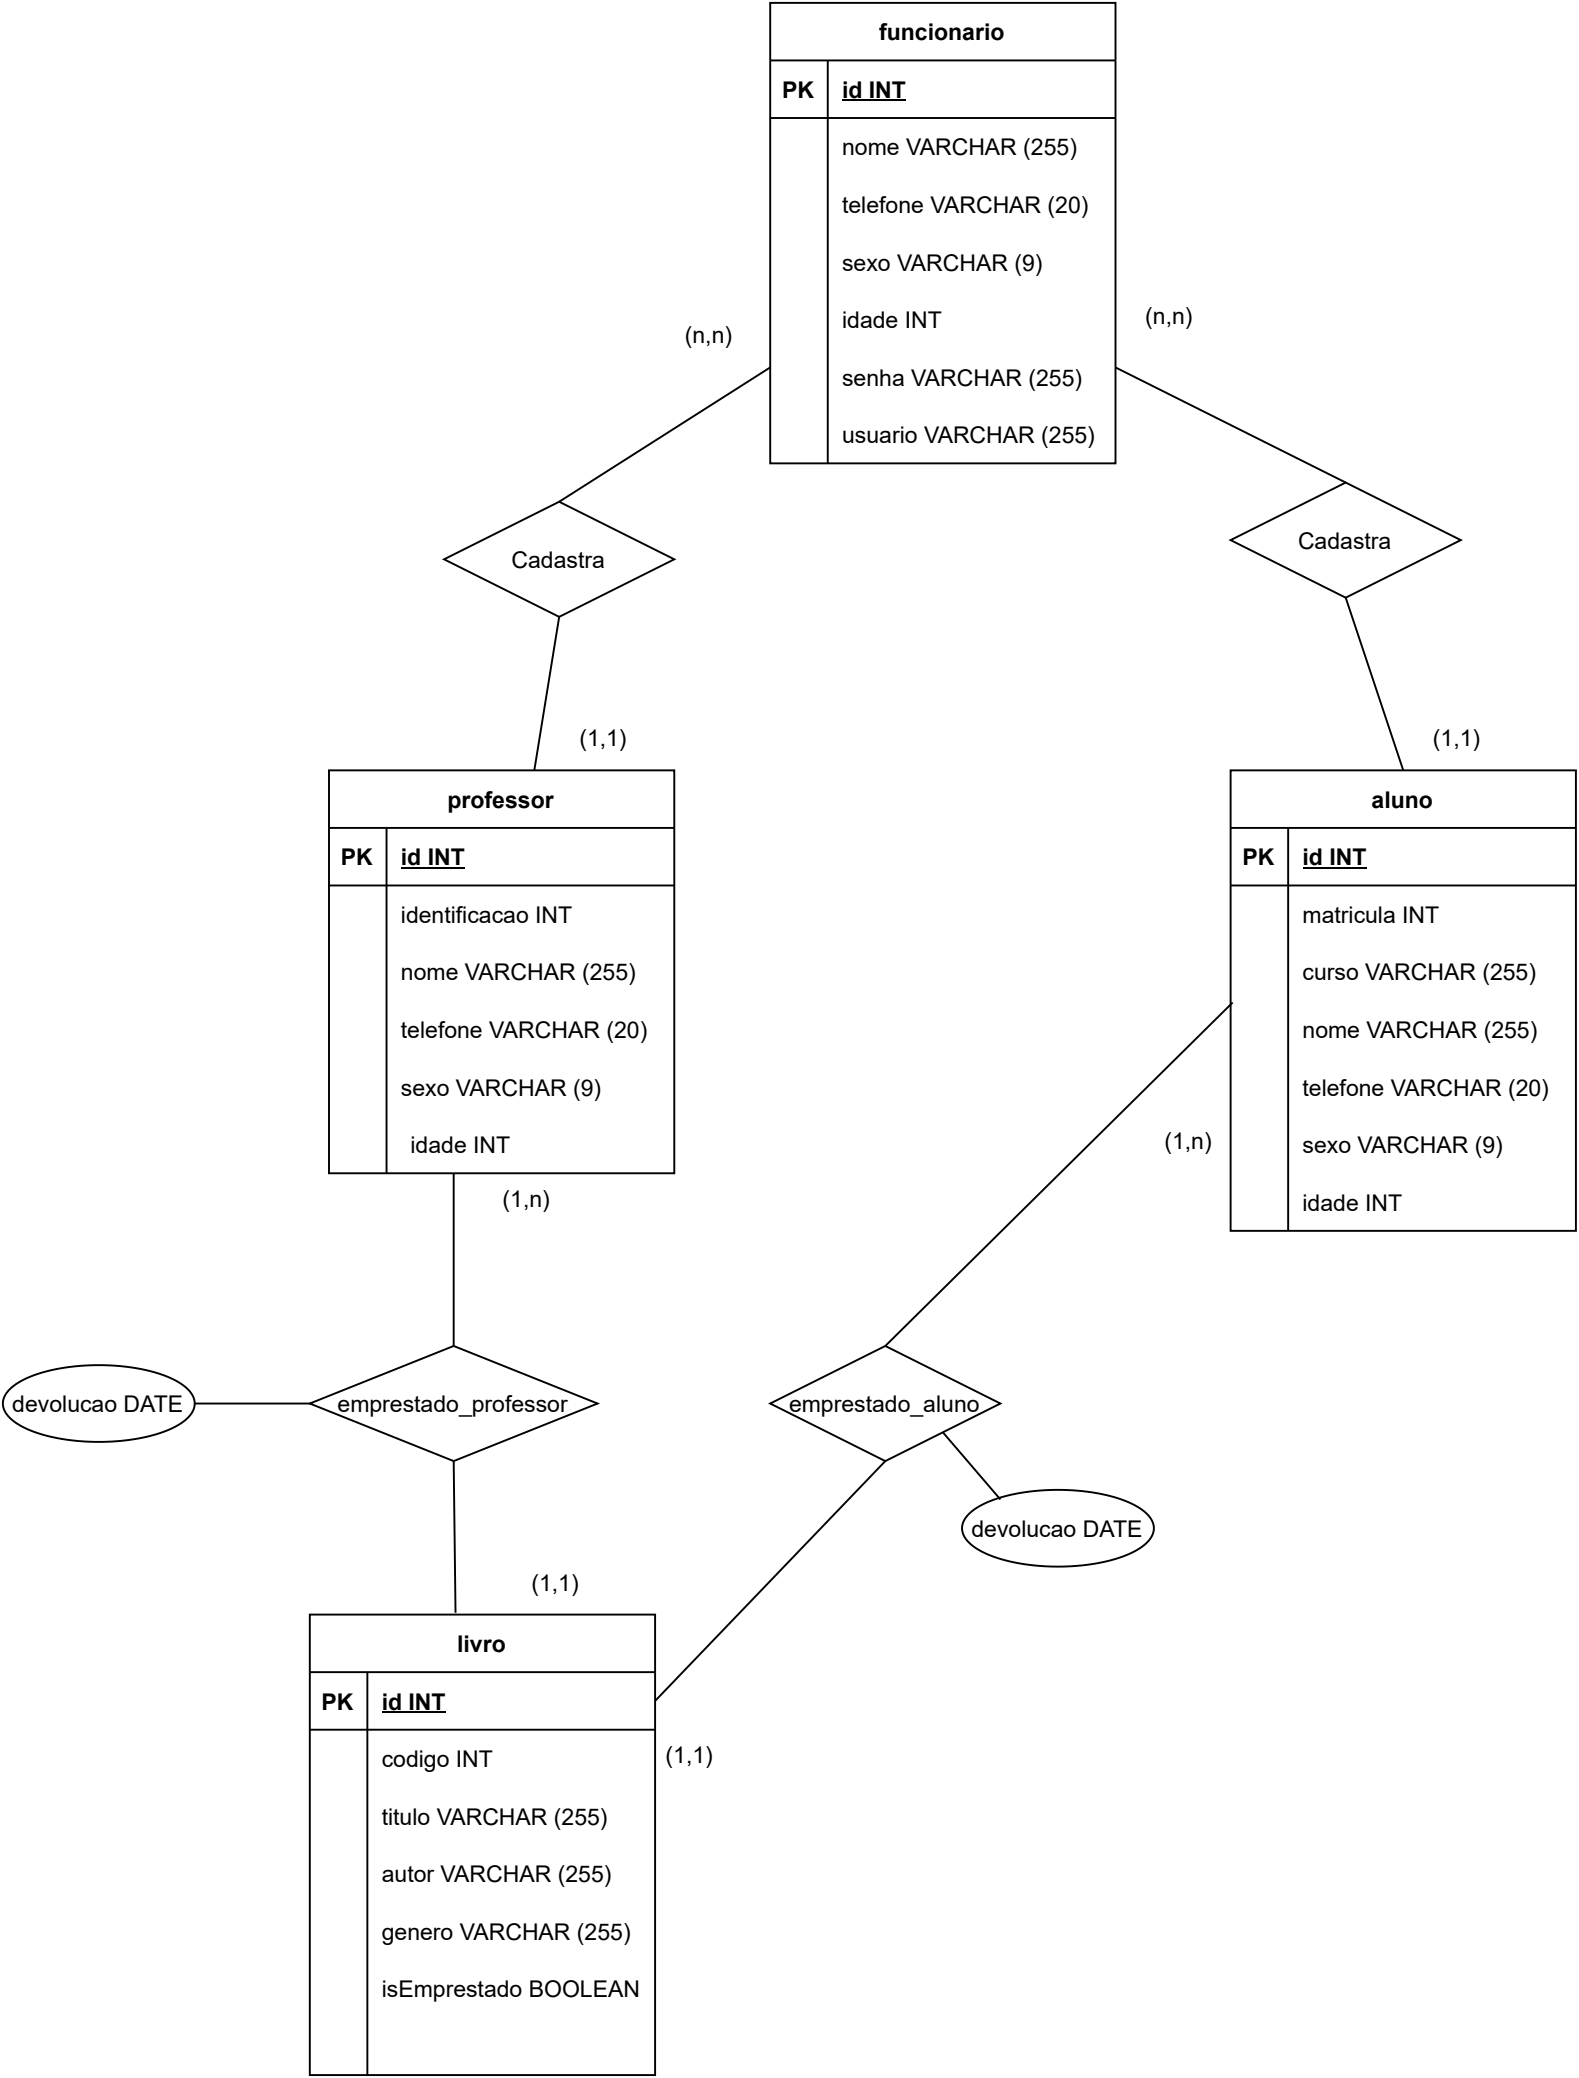 funcionario
PK id INT
nome VARCHAR (255)
telefone VARCHAR (20)
sexo VARCHAR (9)
idade INT
senha VARCHAR (255)
usuario VARCHAR (255)
(n,n)
(n,n)
Cadastra
Cadastra
(1,1)
(1,1)
professor
PK id INT
identificacao INT
nome VARCHAR (255)
telefone VARCHAR (20)
sexo VARCHAR (9)
idade INT
(1,n)
aluno
PK id INT
matricula INT
curso VARCHAR (255)
nome VARCHAR (255)
telefone VARCHAR (20)
sexo VARCHAR (9)
idade INT
(1,n)
devolucao DATE
emprestado_professor
emprestado_aluno
devolucao DATE
(1,1)
livro
PK id INT
codigo INT
titulo VARCHAR (255)
autor VARCHAR (255)
genero VARCHAR (255)
isEmprestado BOOLEAN
(1,1)